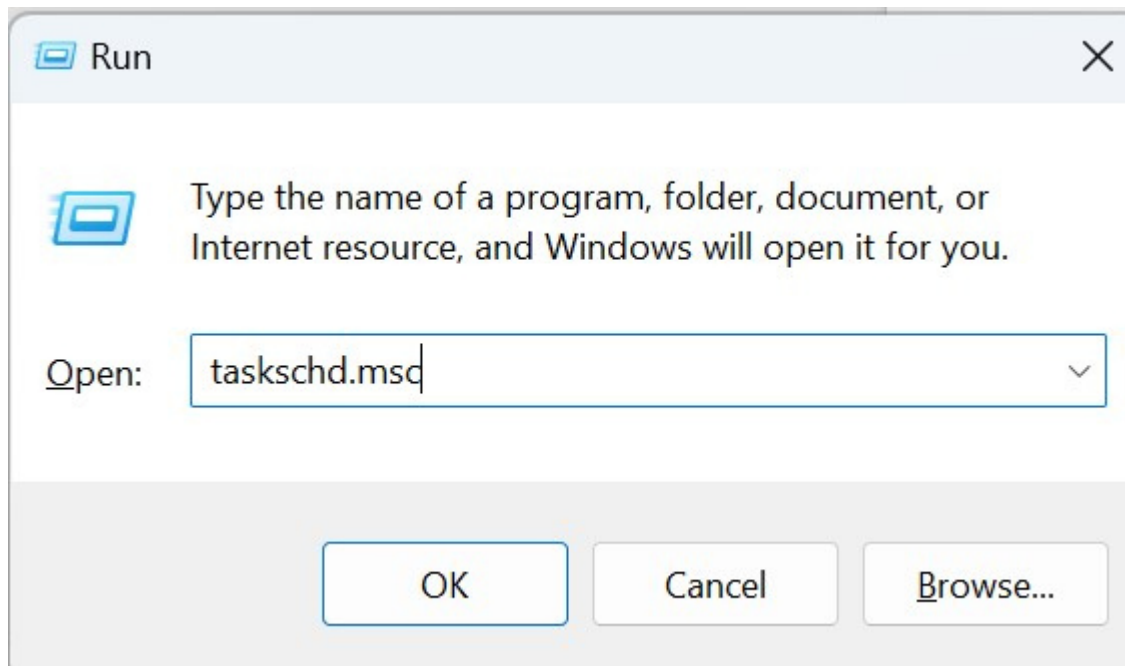 Run
Type the name of a program, folder, document, or
Internet resource, and Windows will open it for you.
Open: taskschd.msc
OK Cancel Browse...